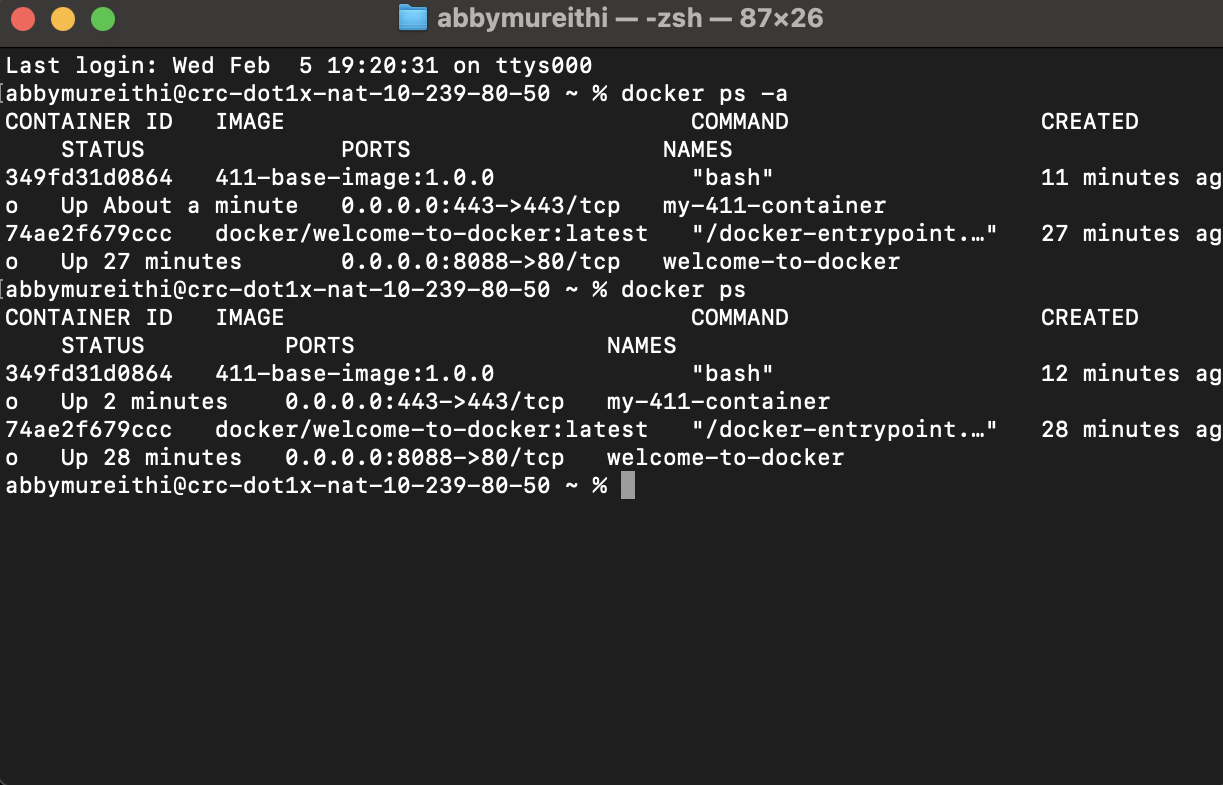 abbymureithi — -zsh — 87×26
Last login: Wed Feb  5 19:20:31 on ttys000
[abbymureithi@crc-dot1x-nat-10-239-80-50 ~ % docker ps -a
CONTAINER ID   IMAGE                             COMMAND                  CREATED
    STATUS              PORTS                  NAMES
349fd31d0864   411-base-image:1.0.0              "bash"                   11 minutes ag
o   Up About a minute   0.0.0.0:443->443/tcp   my-411-container
74ae2f679ccc   docker/welcome-to-docker:latest   "/docker-entrypoint.…"   27 minutes ag
o   Up 27 minutes       0.0.0.0:8088->80/tcp   welcome-to-docker
[abbymureithi@crc-dot1x-nat-10-239-80-50 ~ % docker ps
CONTAINER ID   IMAGE                             COMMAND                  CREATED
    STATUS          PORTS                  NAMES
349fd31d0864   411-base-image:1.0.0              "bash"                   12 minutes ag
o   Up 2 minutes    0.0.0.0:443->443/tcp   my-411-container
74ae2f679ccc   docker/welcome-to-docker:latest   "/docker-entrypoint.…"   28 minutes ag
o   Up 28 minutes   0.0.0.0:8088->80/tcp   welcome-to-docker
abbymureithi@crc-dot1x-nat-10-239-80-50 ~ %